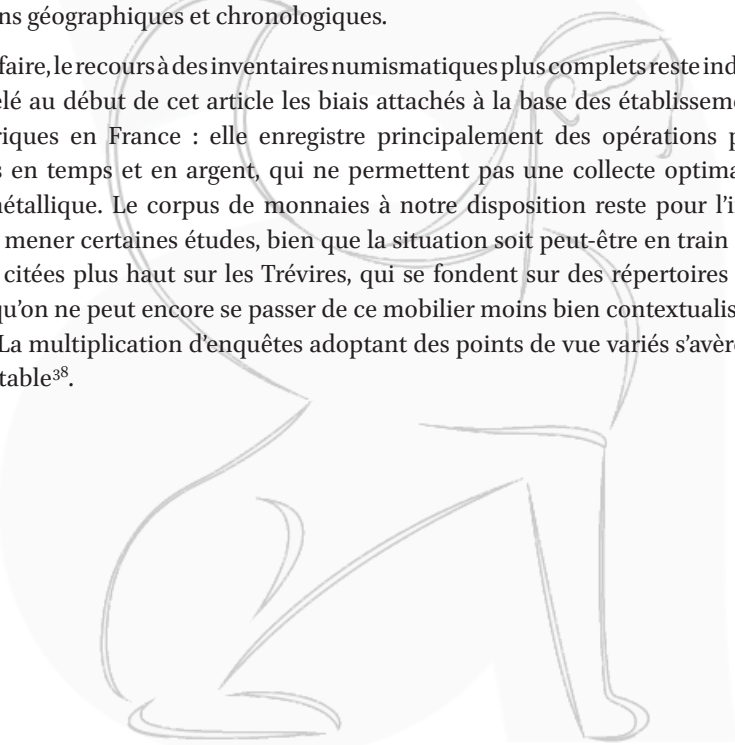 ns géographiques et chronologiques.
faire, le recours à des inventaires numismatiques plus complets reste ind
elé au début de cet article les biais attachés à la base des établisseme
riques en France : elle enregistre principalement des opérations p
s en temps et en argent, qui ne permettent pas une collecte optima
métallique. Le corpus de monnaies à notre disposition reste pour l'i
mener certaines études, bien que la situation soit peut-être en train
citées plus haut sur les Trévires, qui se fondent sur des répertoires
qu'on ne peut encore se passer de ce mobilier moins bien contextualis
La multiplication d'enquêtes adoptant des points de vue variés s'avèr
table³⁸.